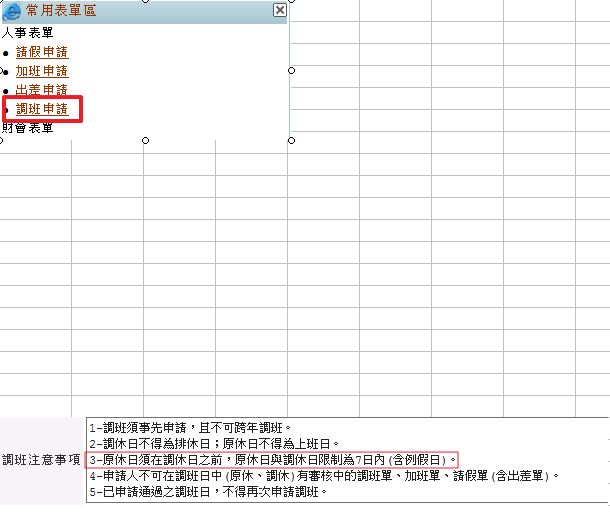 常用表單區
人事表單
請假申請
加班申請
出差申請
調班申請
財會表單
調班注意事項
1-調班須事先申請，且不可跨年調班。
2-調休日不得為排休日；原休日不得為上班日。
3-原休日須在調休日之前，原休日與調休日限制為7日內(含例假日)。
4-申請人不可在調班日中(原休、調休)有審核中的調班單、加班單、請假單(含出差單)。
5-已申請通過之調班日，不得再次申請調班。